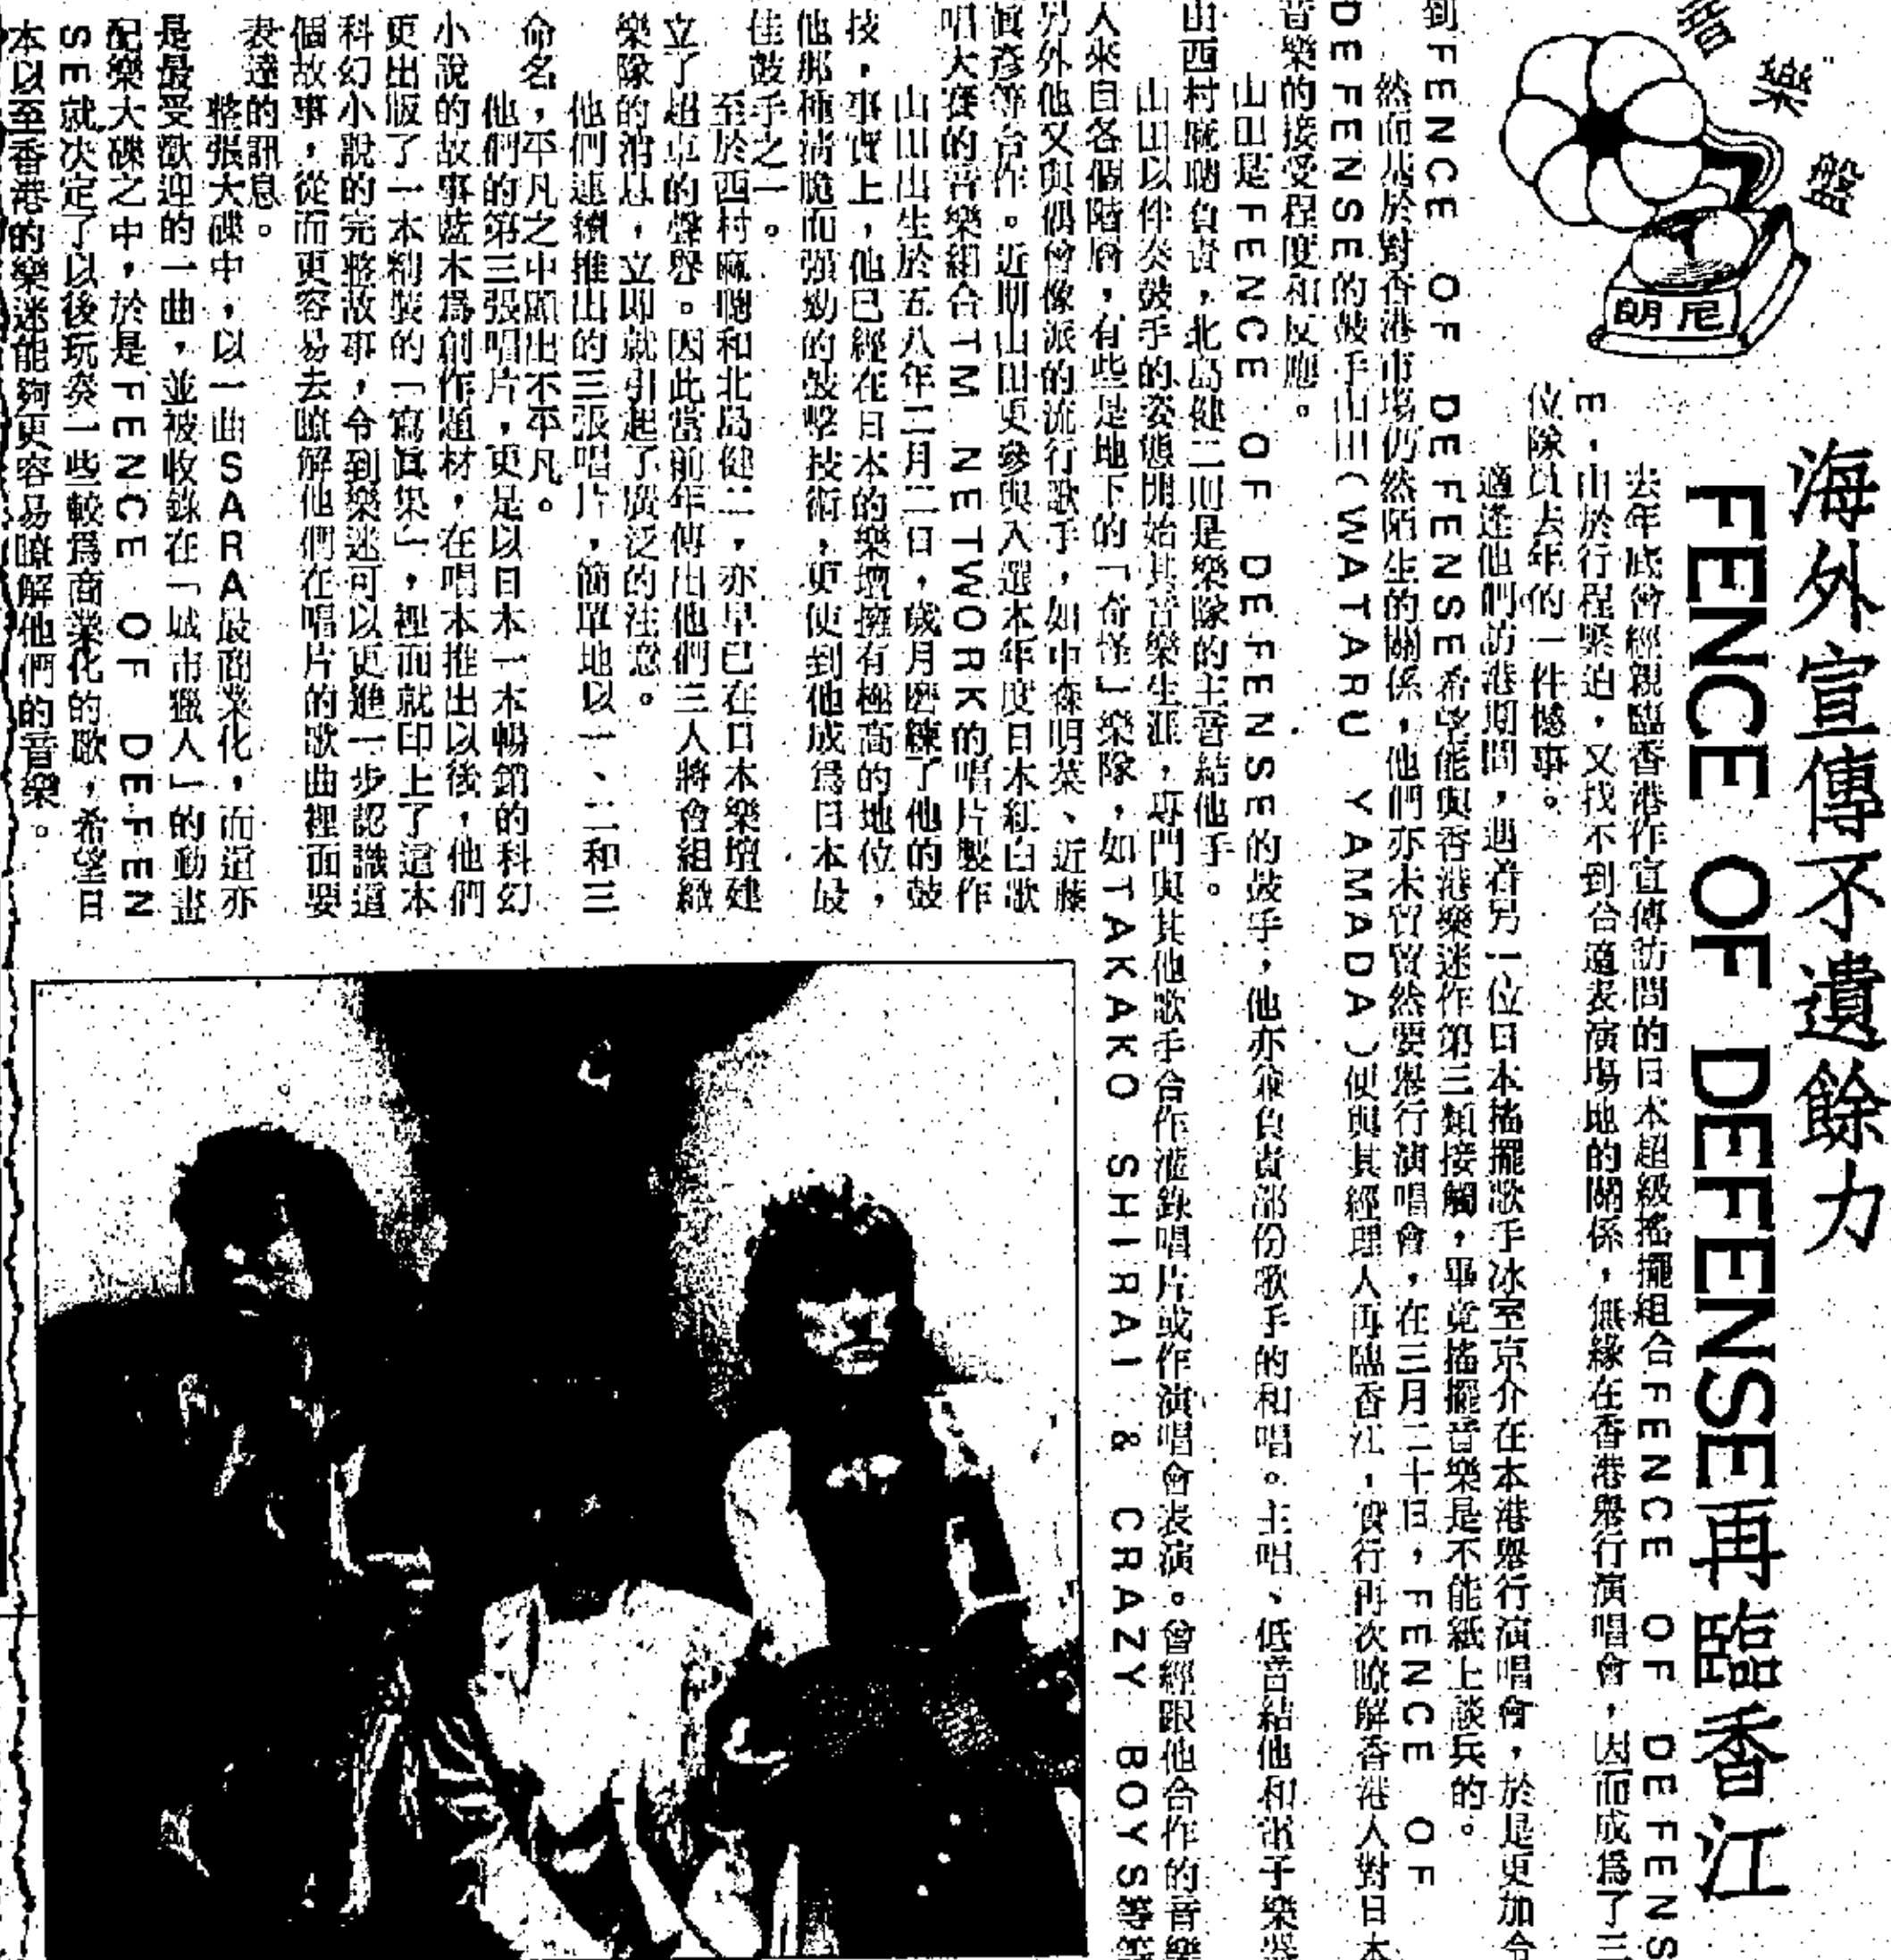 音樂盤
明尼
海外宣傳不遺餘力
FENCE OF DEFENSE再臨香江
去年底曾經親臨香港作宣傳訪問的日本超級搖擺組合FENCE OF DEFENS
E，由於行程緊迫，又找不到合適表演場地的關係，無緣在香港舉行演唱會，因而成爲了三
位隊員去年的一件憾事。
適逢他們訪港期間，遇着另一位日本搖擺歌手冰室京介在本港舉行演唱會，於是更加令
到FENCE OF DEFENSE希望能與香港樂迷作第三類接觸，畢竟搖擺音樂是不能紙上談兵的。
然而基於對香港市場仍然陌生的關係，他們亦未貿貿然要舉行演唱會，在三月二十日，FENCE OF
DEFENSE的鼓手山田(WATARU YAMADA)便與其經理人再臨香江，實行再次瞭解香港人對日本
音樂的接受程度和反應。
山田是FENCE OF DEFENSE的鼓手，他亦兼負責部份歌手的和唱。主唱、低音結他和電子樂器
山西村麻聰負責，北島健二則是樂隊的主音結他手。
山田以伴奏鼓手的姿態開始其音樂生涯，專門與其他歌手合作灌錄唱片或作演唱會表演。曾經跟他合作的音樂
人來自各個階層，有些是地下的「奇怪」樂隊，如TAKAKO SHIRAI & CRAZY BOYS等等
另外他又與偶像派的流行歌手，如中森明菜、近藤
眞彥等合作。近期山田更參與入選本年度日本紅白歌
唱大賽的音樂組合TM NETWORK的唱片製作
山田出生於五八年二月二日，歲月磨練了他的鼓
技，事實上，他已經在日本的樂壇擁有極高的地位，
他那種清脆而強勁的鼓擊技術，更使到他成爲日本最
佳鼓手之一。
至於西村麻聰和北島健二，亦早已在日本樂壇建
立了超卓的聲譽。因此當前年傳出他們三人將會組織
樂隊的消息，立即就引起了廣泛的注意。
他們連續推出的三張唱片，簡單地以一、二和三
命名，平凡之中顯出不平凡。
他們的第三張唱片，更是以日本一本暢銷的科幻
小說的故事藍本爲創作題材，在唱本推出以後，他們
更出版了一本精裝的「寫眞集」，裡面就印上了這本
科幻小說的完整故事，令到樂迷可以更進一步認識這
個故事，從而更容易去瞭解他們在唱片的歌曲裡面要
表達的訊息。
整張大碟中，以一曲SARA最商業化，而這亦
是最受歡迎的一曲，並被收錄在「城市獵人」的動畫
配樂大碟之中，於是FENCE OF DEFEN
SE就決定了以後玩奏一些較爲商業化的歌，希望日
本以至香港的樂迷能夠更容易瞭解他們的音樂。